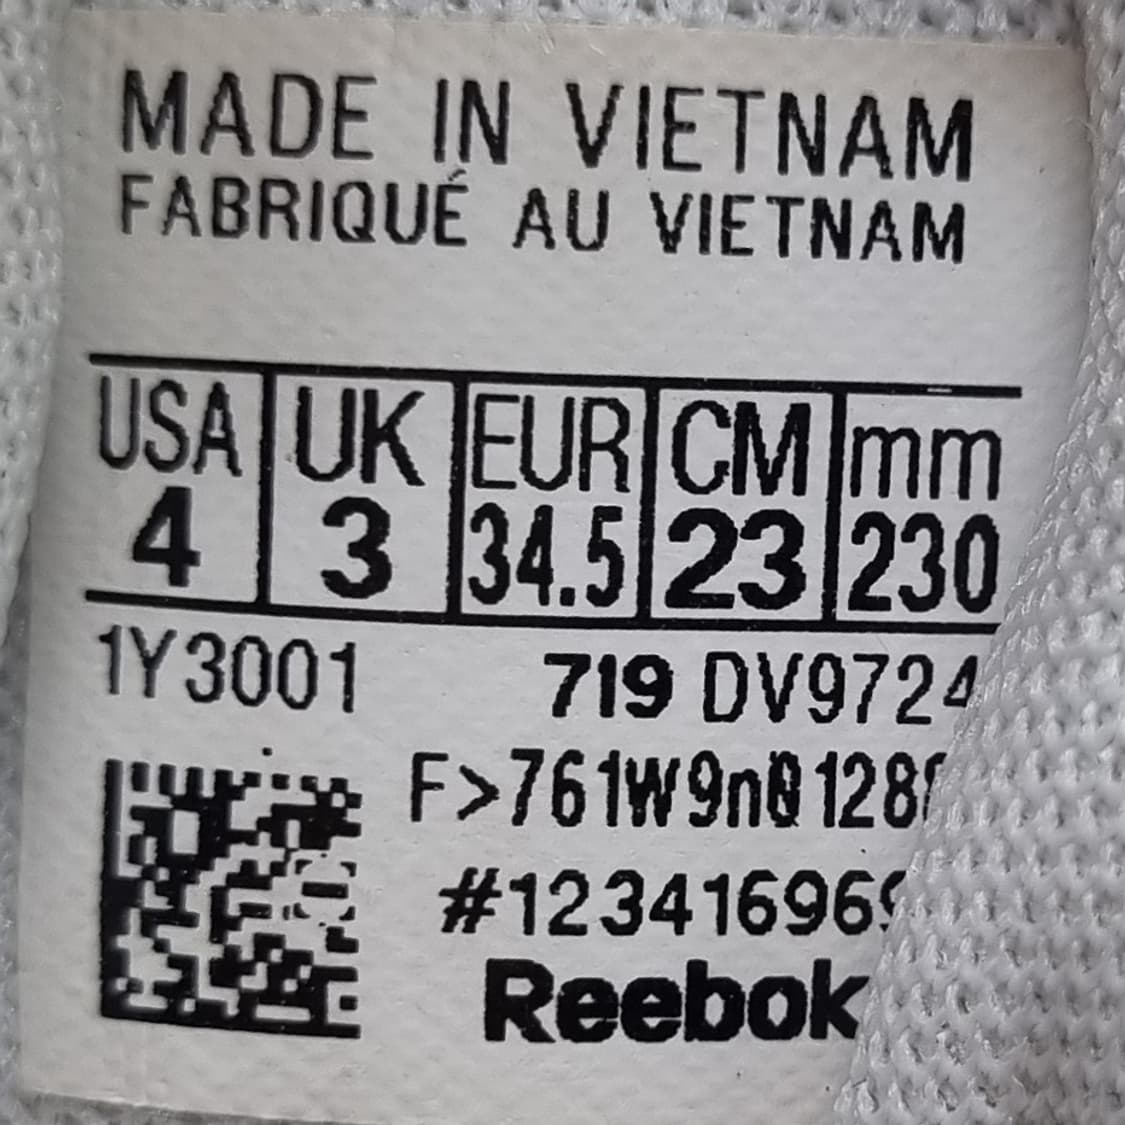 MADE IN VIETNAM
FABRIQUÉ AU VIETNAM
USA UK EUR CM mm
4 3 34.5 23 230
1Y3001 719 DV9724
Reebok